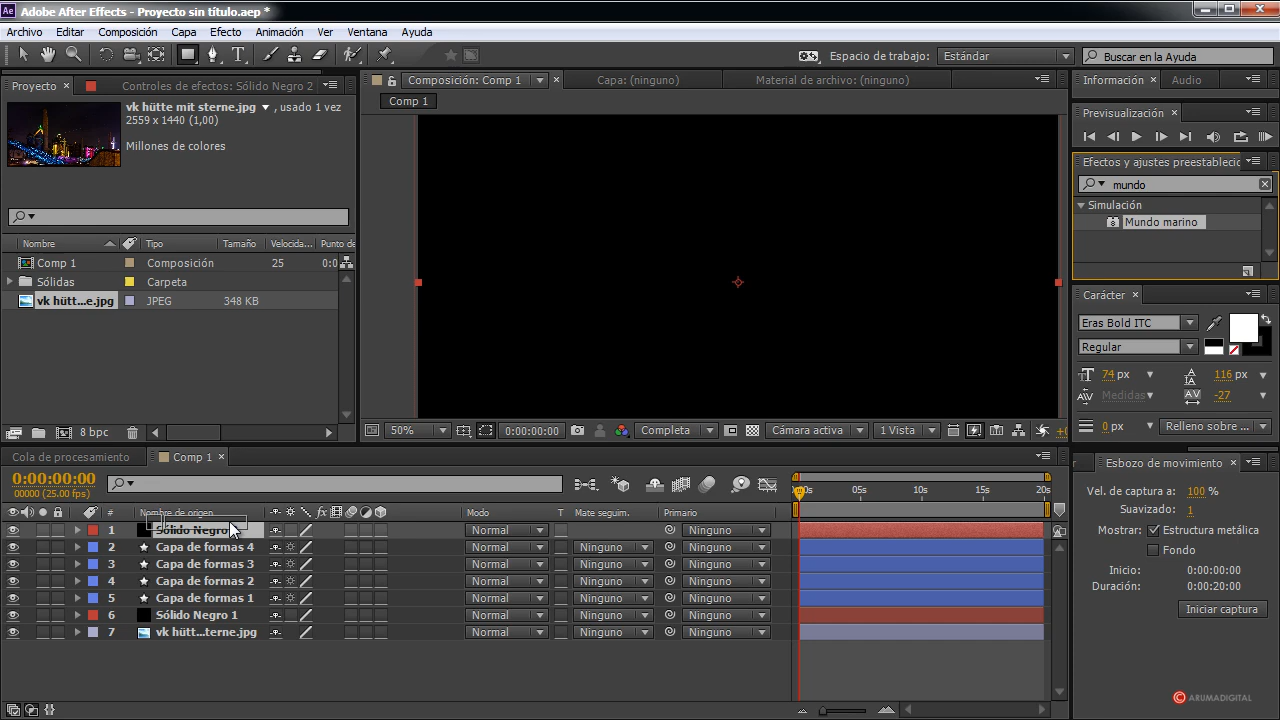 Ae Adobe After Effects - Proyecto sin título.aep *
Archivo Editar Composición Capa Efecto Animación Ver Ventana Ayuda
Espacio de trabajo: Estándar Buscar en la Ayuda
Proyecto × Controles de efectos: Sólido Negro 2
Composición: Comp 1 Capa: (ninguno) Material de archivo: (ninguno)
Información × Audio
vk hütte mit sterne.jpg ▼ , usado 1 vez
2559 x 1440 (1,00)
Millones de colores
Comp 1
Previsualización ×
Efectos y ajustes preestablecid
mundo
Simulación
Mundo marino
Nombre Tipo Tamaño Velocida... Punto de
Comp 1 Composición 25 0:0
Sólidas Carpeta
vk hütt...e.jpg JPEG 348 KB
8 bpc
50% 0:00:00:00 Completa Cámara activa 1 Vista +0
Carácter ×
Eras Bold ITC
Regular
74 px 116 px
Medidas -27
0 px Relleno sobre ...
Cola de procesamiento Comp 1 ×
0:00:00:00
00000 (25.00 fps)
00s 05s 10s 15s 20s
# Nombre de origen fx Modo T Mate seguim. Primario
1 Sólido Negro Normal Ninguno
2 Capa de formas 4 Normal Ninguno Ninguno
3 Capa de formas 3 Normal Ninguno Ninguno
4 Capa de formas 2 Normal Ninguno Ninguno
5 Capa de formas 1 Normal Ninguno Ninguno
6 Sólido Negro 1 Normal Ninguno Ninguno
7 vk hütt...terne.jpg Normal Ninguno Ninguno
Esbozo de movimiento ×
Vel. de captura a: 100 %
Suavizado: 1
Mostrar: Estructura metálica
Fondo
Inicio: 0:00:00:00
Duración: 0:00:20:00
Iniciar captura
© ARUMADIGITAL